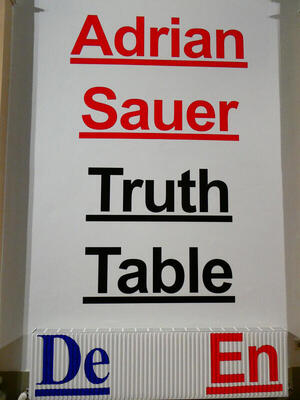 Adrian
Sauer
Truth
Table
De En